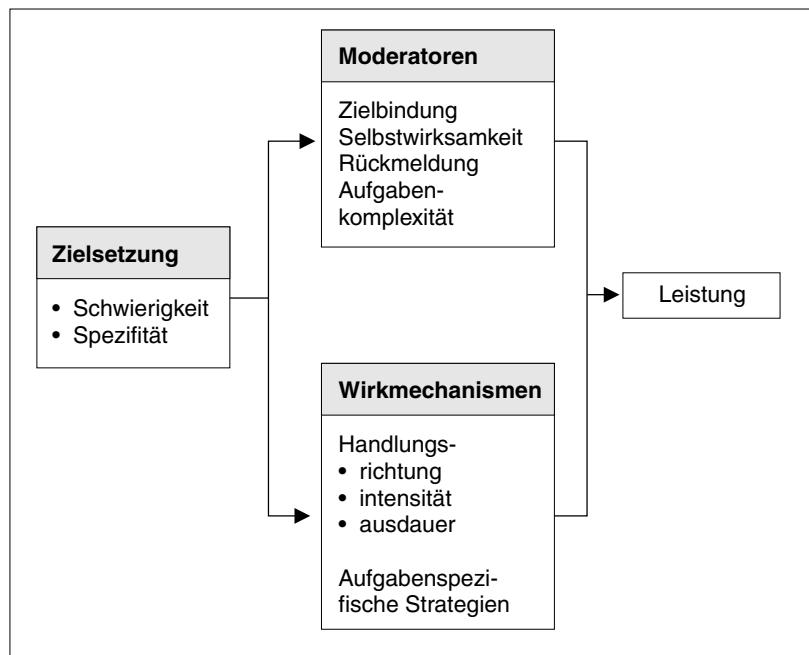 Moderatoren
Zielbindung
Selbstwirksamkeit
Rückmeldung
Aufgaben-
komplexität
Zielsetzung
• Schwierigkeit
• Spezifität
Leistung
Wirkmechanismen
Handlungs-
• richtung
• intensität
• ausdauer
Aufgabenspezi-
fische Strategien